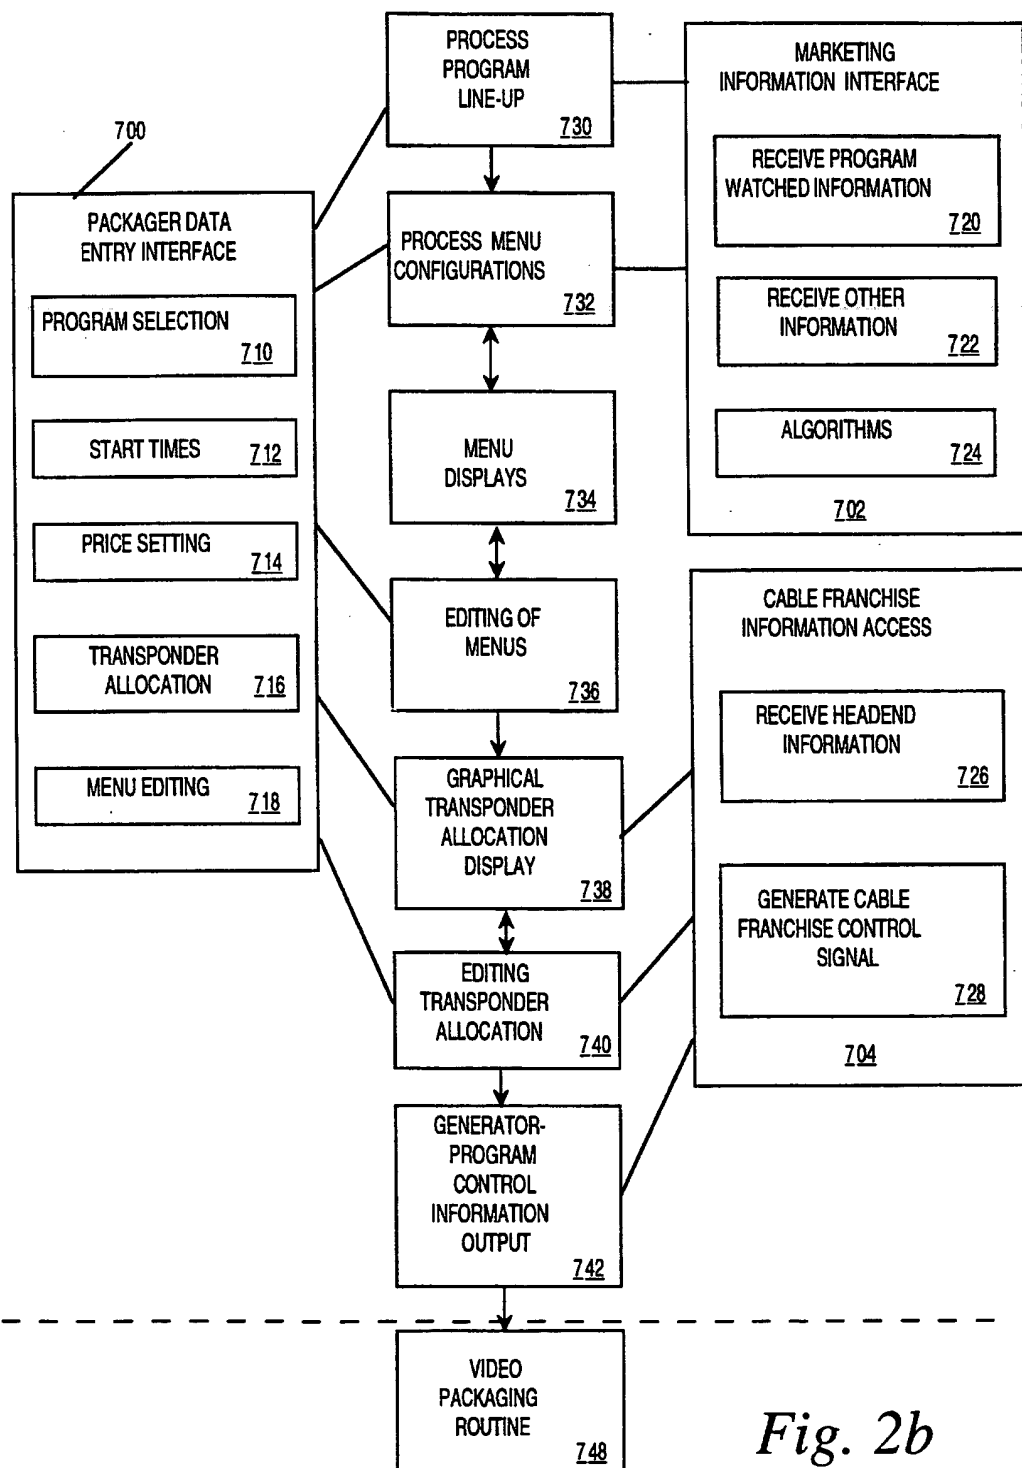 PROCESS
PROGRAM
LINE-UP
730
700
PACKAGER DATA
ENTRY INTERFACE
PROGRAM SELECTION
710
START TIMES
712
PRICE SETTING
714
TRANSPONDER
ALLOCATION
716
MENU EDITING
718
PROCESS MENU
CONFIGURATIONS
732
MENU
DISPLAYS
734
EDITING OF
MENUS
736
GRAPHICAL
TRANSPONDER
ALLOCATION
DISPLAY
738
EDITING
TRANSPONDER
ALLOCATION
740
GENERATOR-
PROGRAM
CONTROL
INFORMATION
OUTPUT
742
VIDEO
PACKAGING
ROUTINE
748
MARKETING
INFORMATION INTERFACE
RECEIVE PROGRAM
WATCHED INFORMATION
720
RECEIVE OTHER
INFORMATION
722
ALGORITHMS
724
702
CABLE FRANCHISE
INFORMATION ACCESS
RECEIVE HEADEND
INFORMATION
726
GENERATE CABLE
FRANCHISE CONTROL
SIGNAL
728
704
Fig. 2b